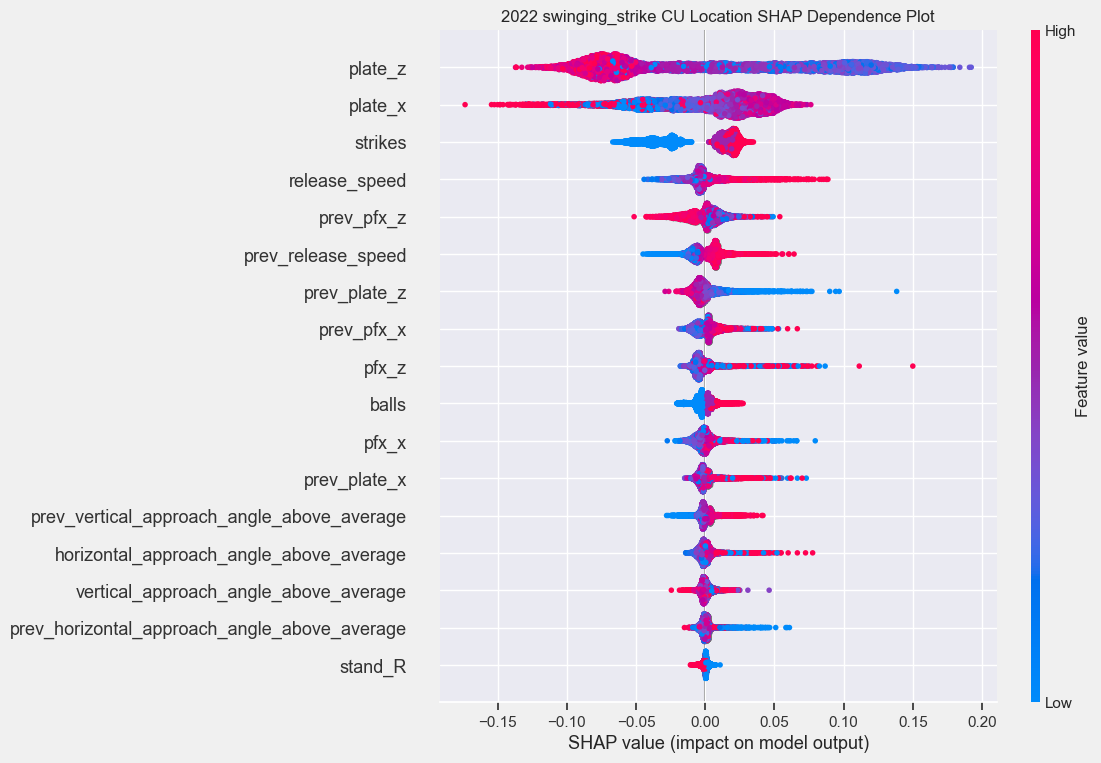 2022 swinging_strike CU Location SHAP Dependence Plot
High
plate_z
plate_x
strikes
release_speed
prev_pfx_z
prev_release_speed
prev_plate_z
prev_pfx_x
pfx_z
balls
pfx_x
prev_plate_x
prev_vertical_approach_angle_above_average
horizontal_approach_angle_above_average
vertical_approach_angle_above_average
prev_horizontal_approach_angle_above_average
stand_R
Feature value
Low
−0.15 −0.10 −0.05 0.00 0.05 0.10 0.15 0.20
SHAP value (impact on model output)